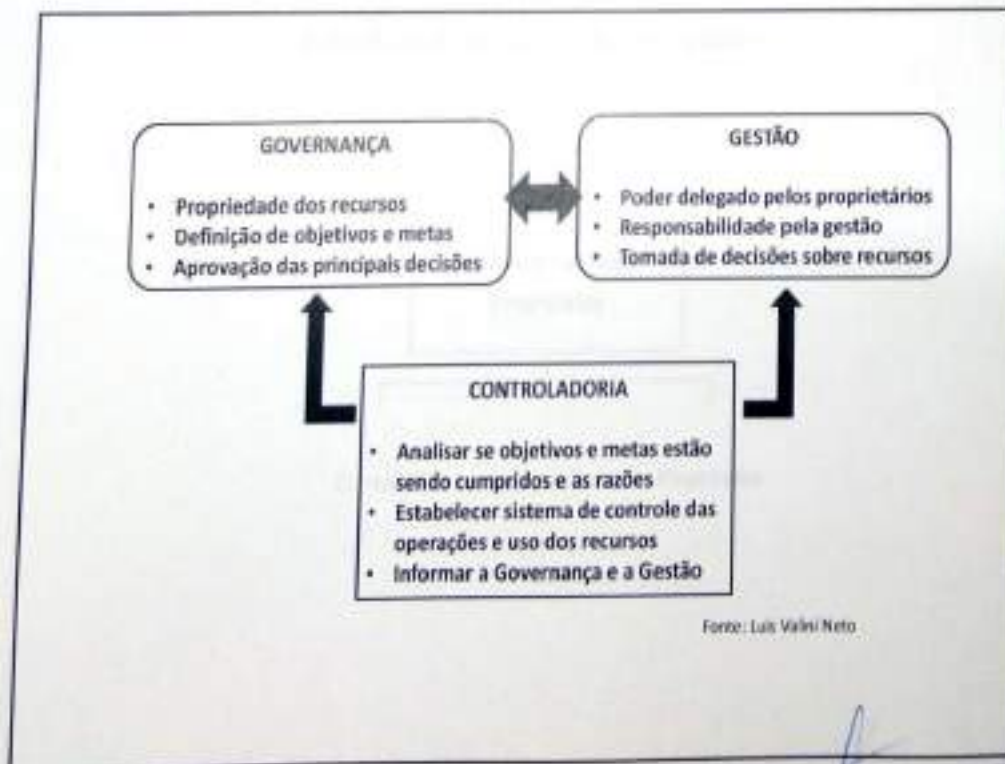 GOVERNANÇA
• Propriedade dos recursos
• Definição de objetivos e metas
• Aprovação das principais decisões
GESTÃO
• Poder delegado pelos proprietários
• Responsabilidade pela gestão
• Tomada de decisões sobre recursos
CONTROLADORIA
• Analisar se objetivos e metas estão
sendo cumpridos e as razões
• Estabelecer sistema de controle das
operações e uso dos recursos
• Informar a Governança e a Gestão
Fonte: Luis Valini Neto